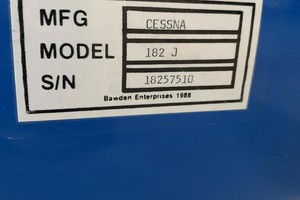 MFG CESSNA
MODEL 182 J
S/N 18257510
Bawden Enterprises 1988